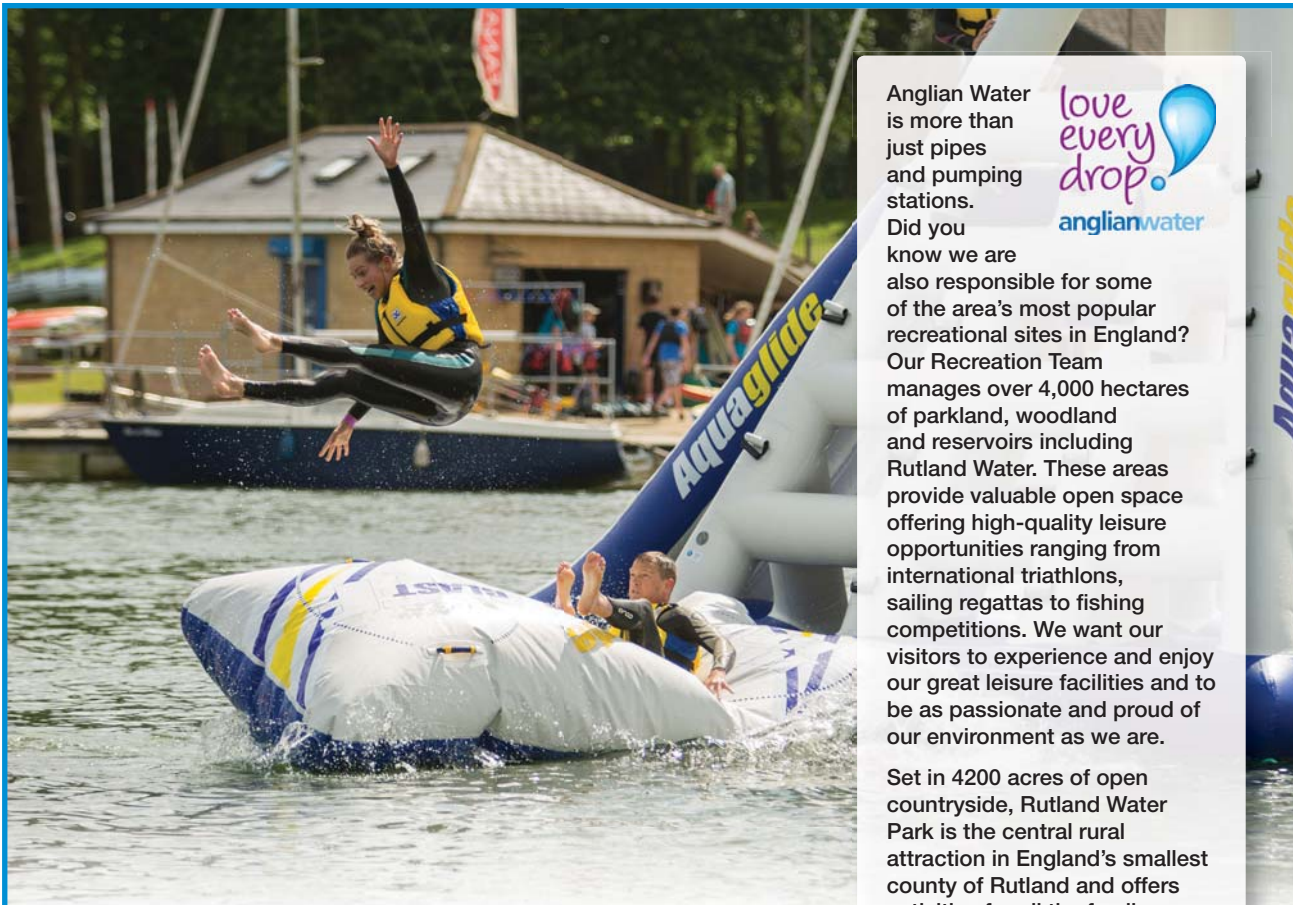 Anglian Water
is more than
just pipes
and pumping
stations.
Did you
know we are
also responsible for some
of the area's most popular
recreational sites in England?
Our Recreation Team
manages over 4,000 hectares
of parkland, woodland
and reservoirs including
Rutland Water. These areas
provide valuable open space
offering high-quality leisure
opportunities ranging from
international triathlons,
sailing regattas to fishing
competitions. We want our
visitors to experience and enjoy
our great leisure facilities and to
be as passionate and proud of
our environment as we are.
Set in 4200 acres of open
countryside, Rutland Water
Park is the central rural
attraction in England's smallest
county of Rutland and offers
love
every
drop.
anglianwater
Aquaglide
BLAST
Aquaglide